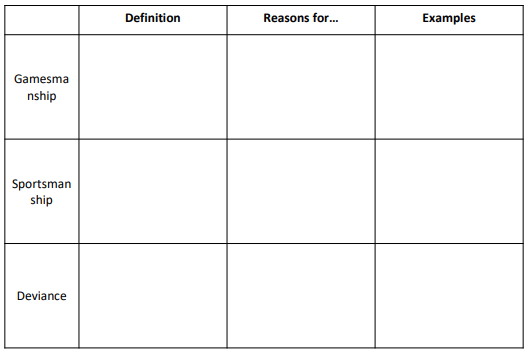 Definition
Reasons for…
Examples
Gamesma
nship
Sportsman
ship
Deviance